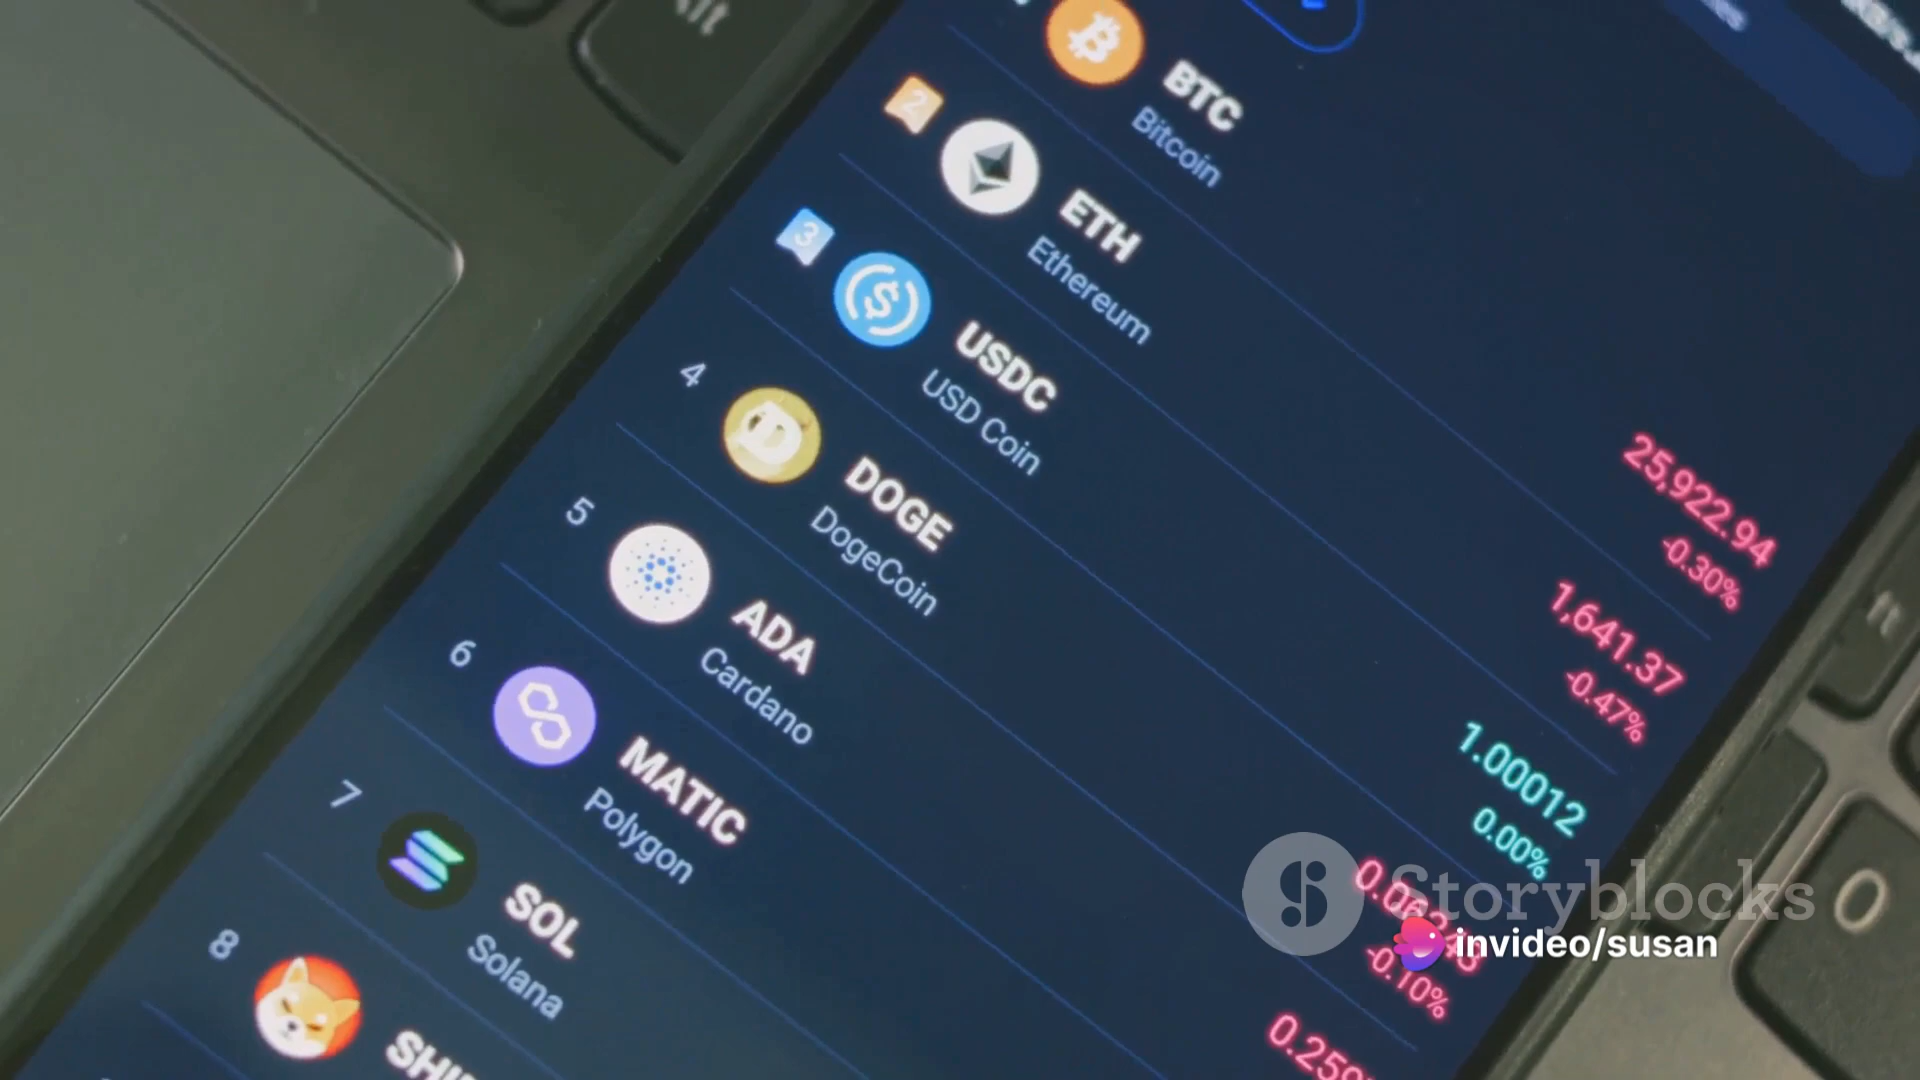 BTC
Bitcoin
25,922.94
-0.30%
2
ETH
Ethereum
1,641.37
-0.47%
3
USDC
USD Coin
1.00012
0.00%
4
DOGE
DogeCoin
-0.10%
5
ADA
Cardano
6
MATIC
Polygon
7
SOL
Solana
8
Storyblocks
invideo/susan
O